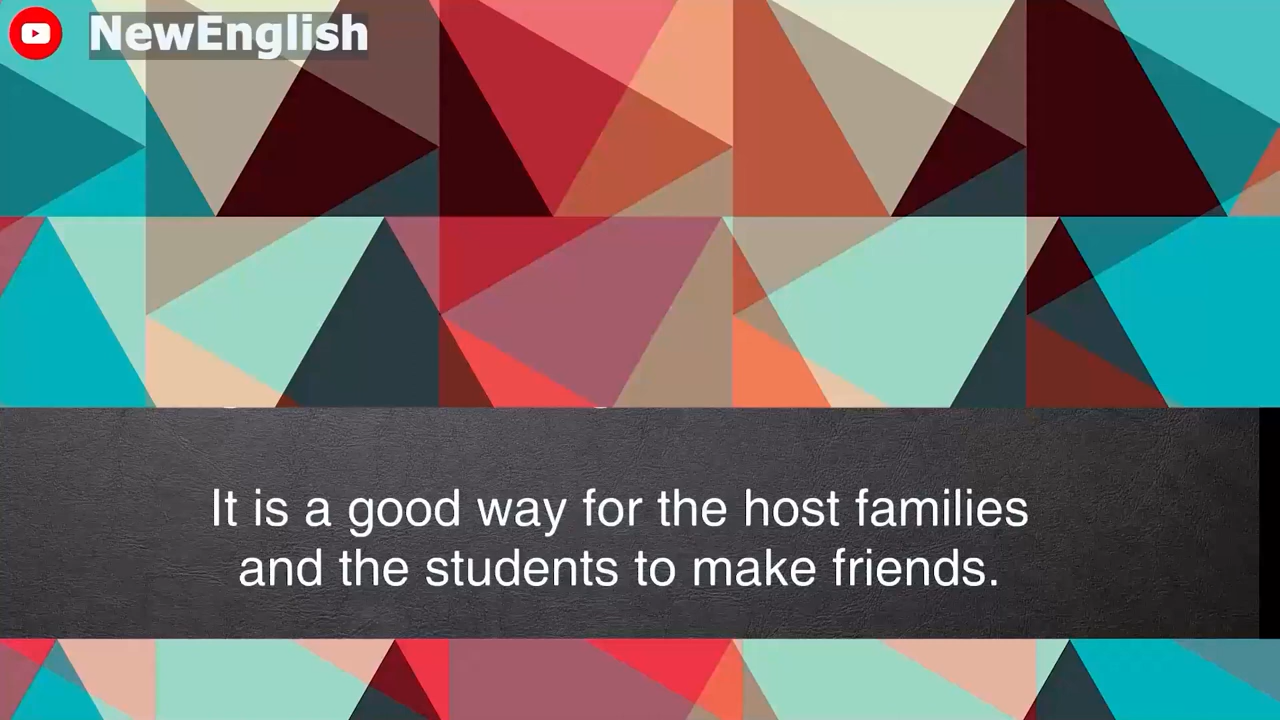 NewEnglish
It is a good way for the host families
and the students to make friends.